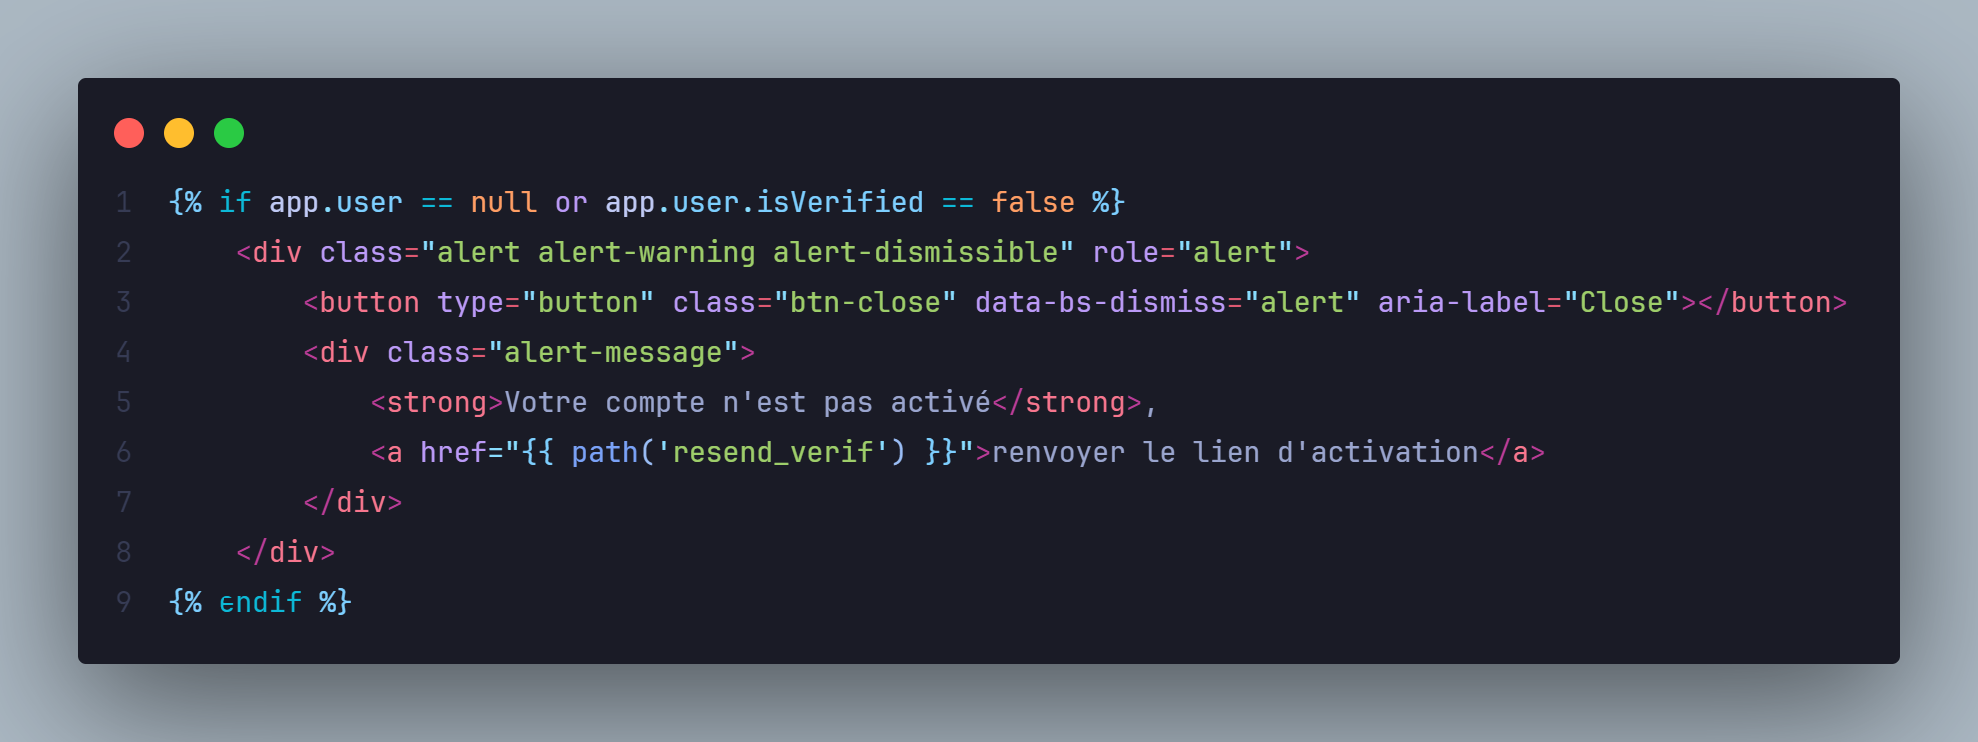 1 {% if app.user == null or app.user.isVerified == false %}
2     <div class="alert alert-warning alert-dismissible" role="alert">
3         <button type="button" class="btn-close" data-bs-dismiss="alert" aria-label="Close"></button>
4         <div class="alert-message">
5             <strong>Votre compte n'est pas activé</strong>,
6             <a href="{{ path('resend_verif') }}">renvoyer le lien d'activation</a>
7         </div>
8     </div>
9 {% endif %}